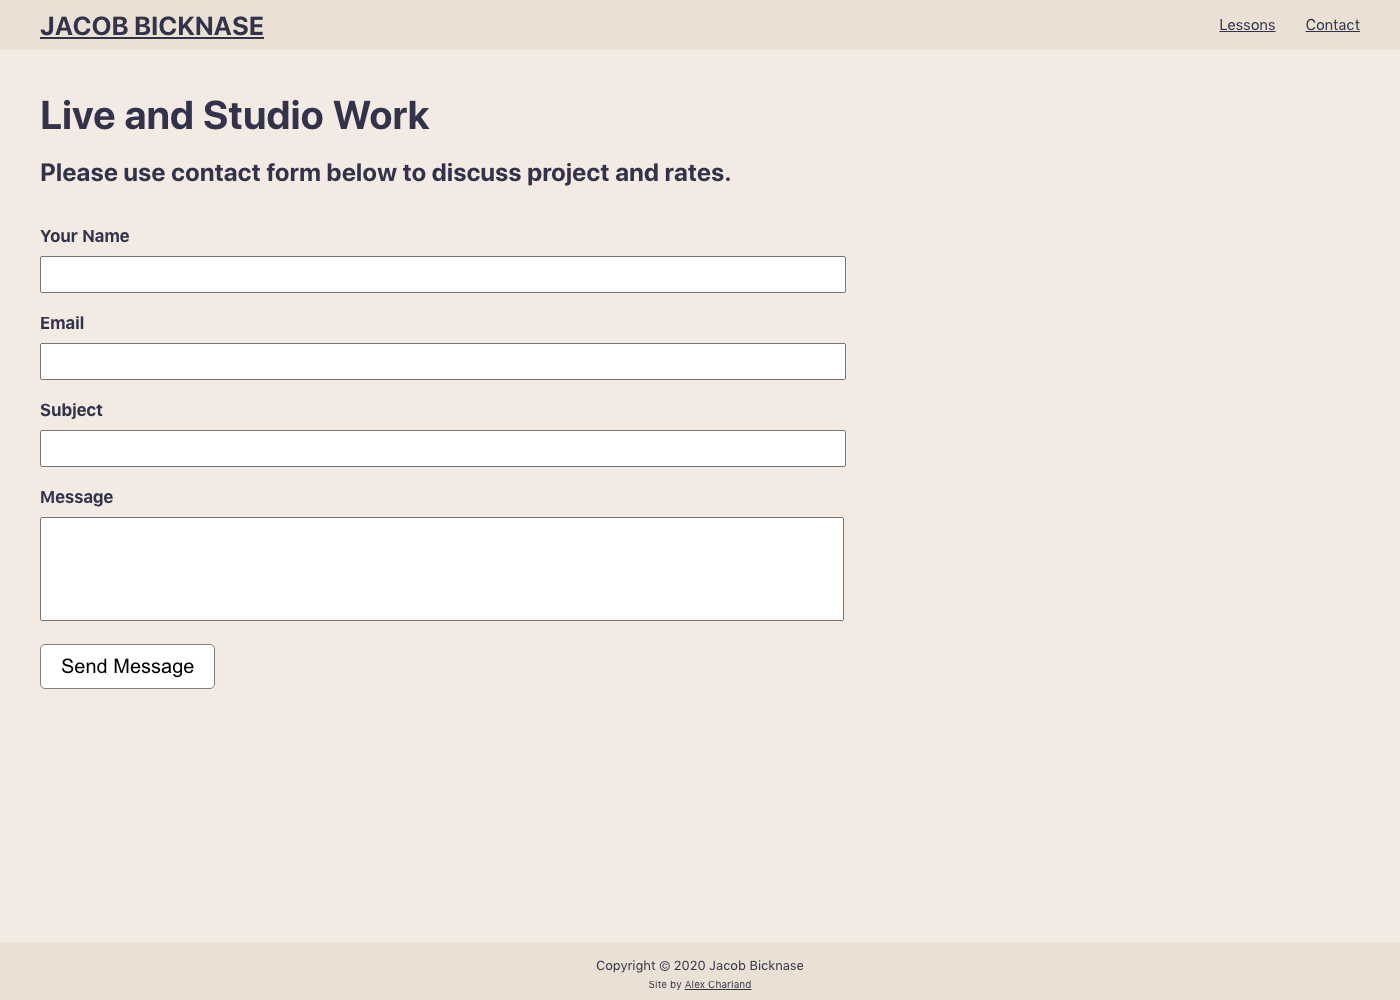 JACOB BICKNASE
Lessons
Contact
Live and Studio Work
Please use contact form below to discuss project and rates.
Your Name
Email
Subject
Message
Send Message
Copyright © 2020 Jacob Bicknase
Site by Alex Charland